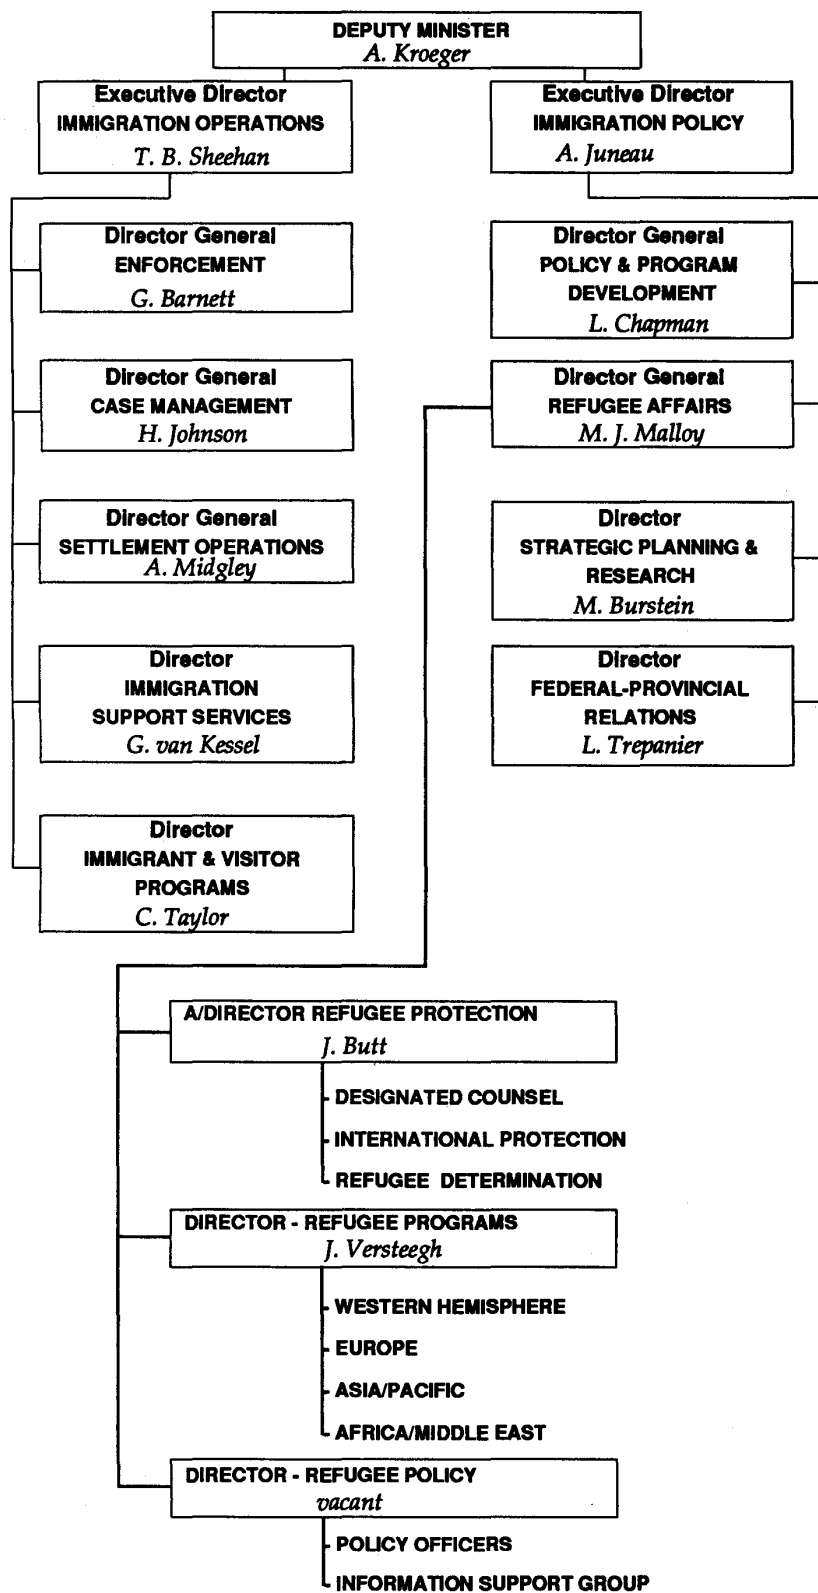 DEPUTY MINISTER
A. Kroeger
Executive Director
IMMIGRATION OPERATIONS
T. B. Sheehan
Executive Director
IMMIGRATION POLICY
A. Juneau
Director General
ENFORCEMENT
G. Barnett
Director General
CASE MANAGEMENT
H. Johnson
Director General
SETTLEMENT OPERATIONS
A. Midgley
Director
IMMIGRATION
SUPPORT SERVICES
G. van Kessel
Director
IMMIGRANT & VISITOR
PROGRAMS
C. Taylor
Director General
POLICY & PROGRAM
DEVELOPMENT
L. Chapman
Director General
REFUGEE AFFAIRS
M. J. Malloy
Director
STRATEGIC PLANNING &
RESEARCH
M. Burstein
Director
FEDERAL-PROVINCIAL
RELATIONS
L. Trepanier
A/DIRECTOR REFUGEE PROTECTION
J. Butt
- DESIGNATED COUNSEL
- INTERNATIONAL PROTECTION
- REFUGEE DETERMINATION
DIRECTOR - REFUGEE PROGRAMS
J. Versteegh
- WESTERN HEMISPHERE
- EUROPE
- ASIA/PACIFIC
- AFRICA/MIDDLE EAST
DIRECTOR - REFUGEE POLICY
vacant
- POLICY OFFICERS
- INFORMATION SUPPORT GROUP